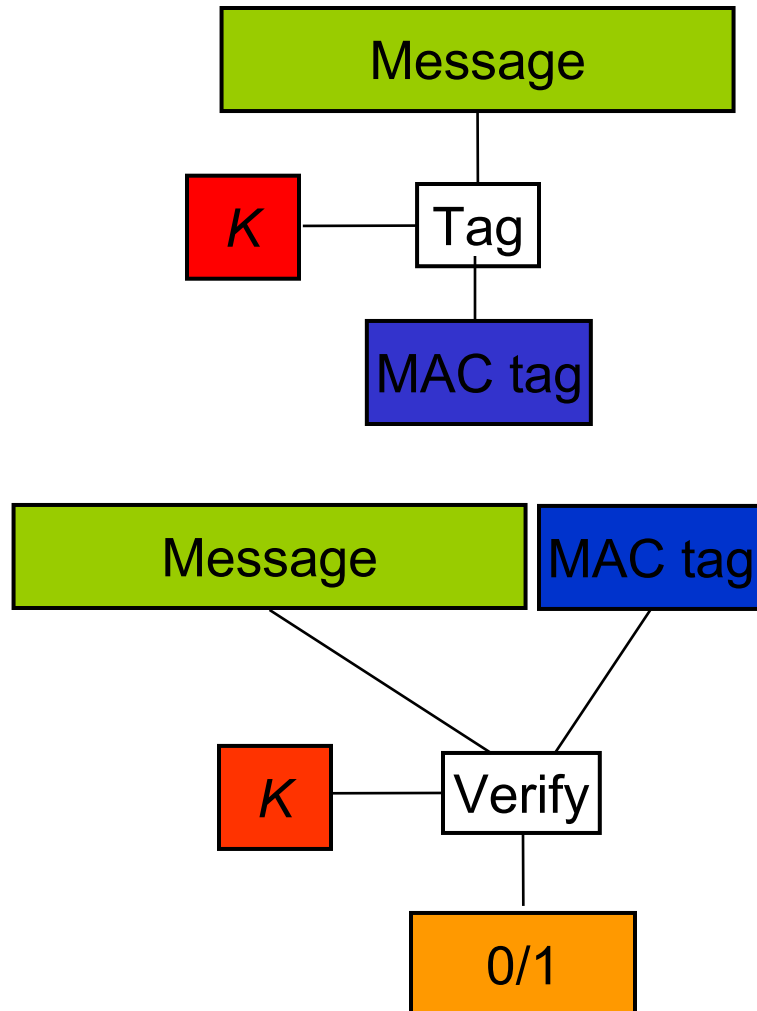 Message
K
Tag
MAC tag
Message
MAC tag
K
Verify
0/1